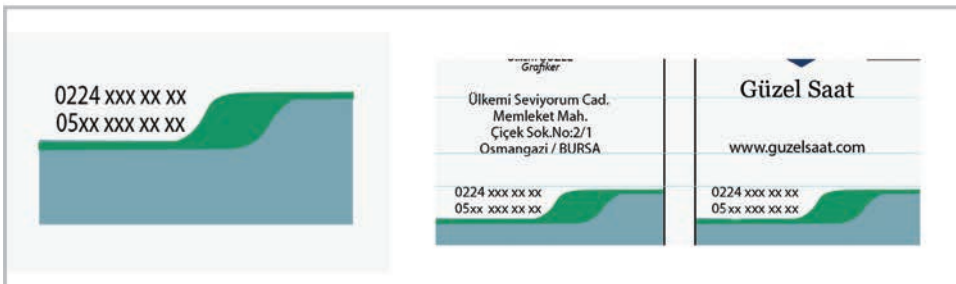 0224 xxx xx xx
05xx xxx xx xx
Grafiker
Ülkemi Seviyorum Cad.
Memleket Mah.
Çiçek Sok.No:2/1
Osmangazi / BURSA
0224 xxx xx xx
05xx xxx xx xx
Güzel Saat
www.guzelsaat.com
0224 xxx xx xx
05xx xxx xx xx